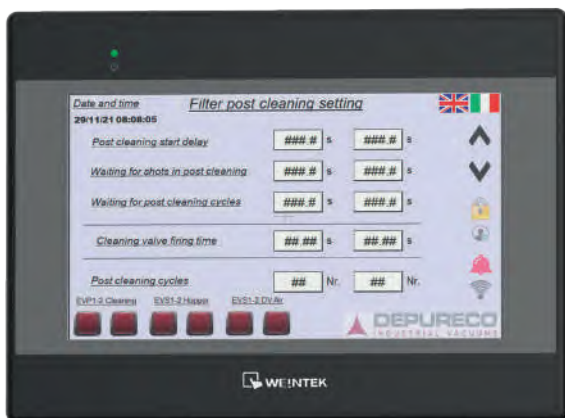 Date and time Filter post cleaning setting
29/11/21 08:08:05
Post cleaning start delay ###.# s ###.# s
Waiting for shots in post cleaning ###.# s ###.# s
Waiting for post cleaning cycles ###.# s ###.# s
Cleaning valve firing time ##.## s ##.## s
Post cleaning cycles ## Nr. ## Nr.
EVP1-2 Cleaning EVS1-2 Hopper EVS1-2 DV Air
DEPURECO
INDUSTRIAL VACUUMS
WE!NTEK